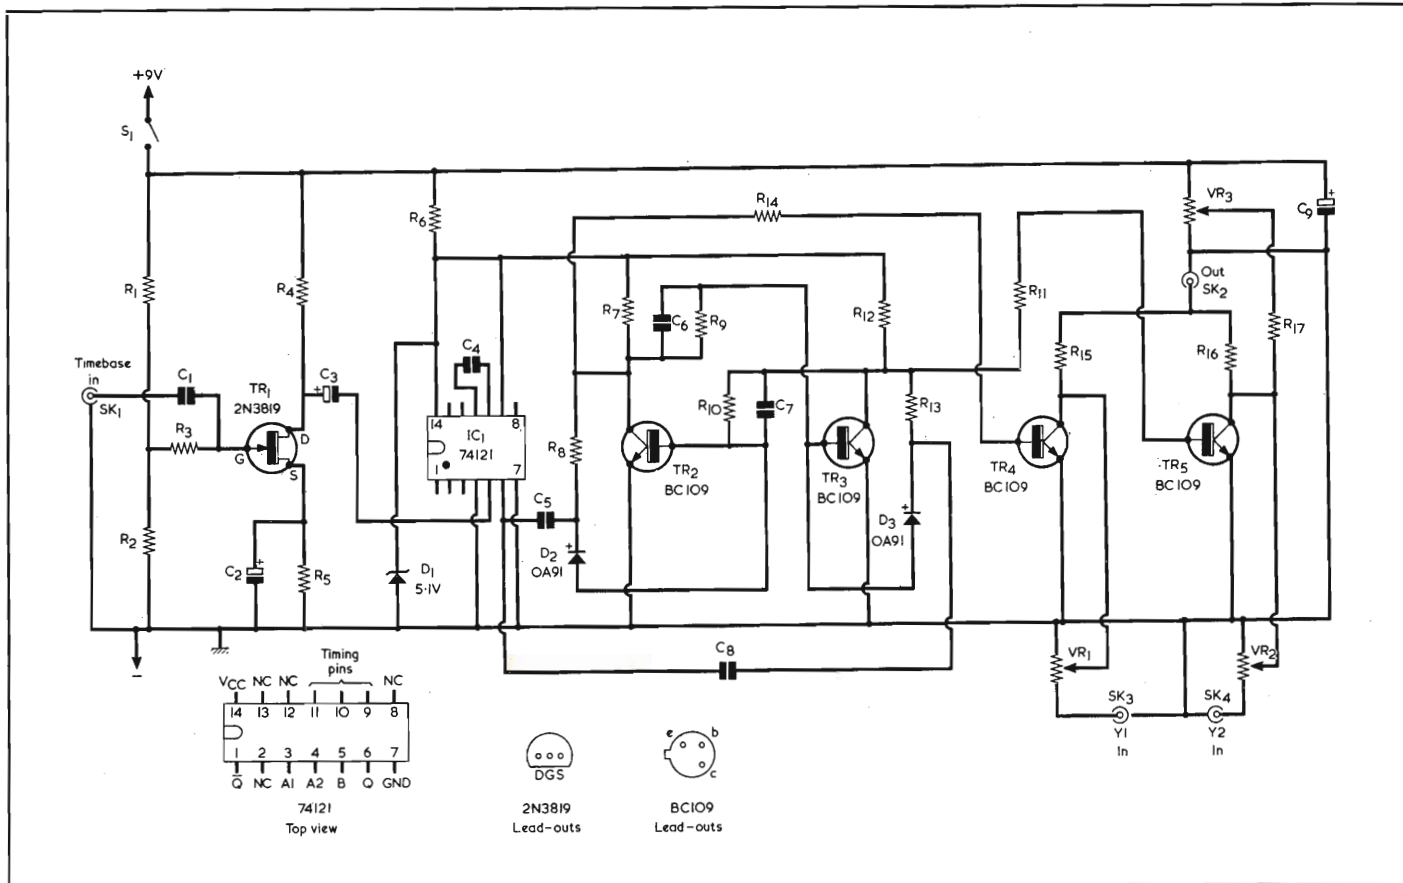 +9V
S1
R14
VR3
C9
R6
R1
R4
R7
C6
R9
R12
R11
Out
SK2
R17
C4
Timebase
in
SK1
C1
TR1
2N3819
C3
+
R3
D
G
S
14
8
IC1
74121
1
7
R8
R10
C7
R13
R15
R16
TR2
BC109
TR3
BC109
TR4
BC109
TR5
BC109
R2
C2
+
R5
D1
5·1V
C5
D2
OA91
+
D3
OA91
+
+
C8
VR1
VR2
SK3
Y1
In
SK4
Y2
In
–
Timing
pins
VCC NC NC NC
14 13 12 11 10 9 8
1 2 3 4 5 6 7
Q̅ NC A1 A2 B Q GND
74121
Top view
DGS
2N3819
Lead-outs
e b
c
BC109
Lead-outs